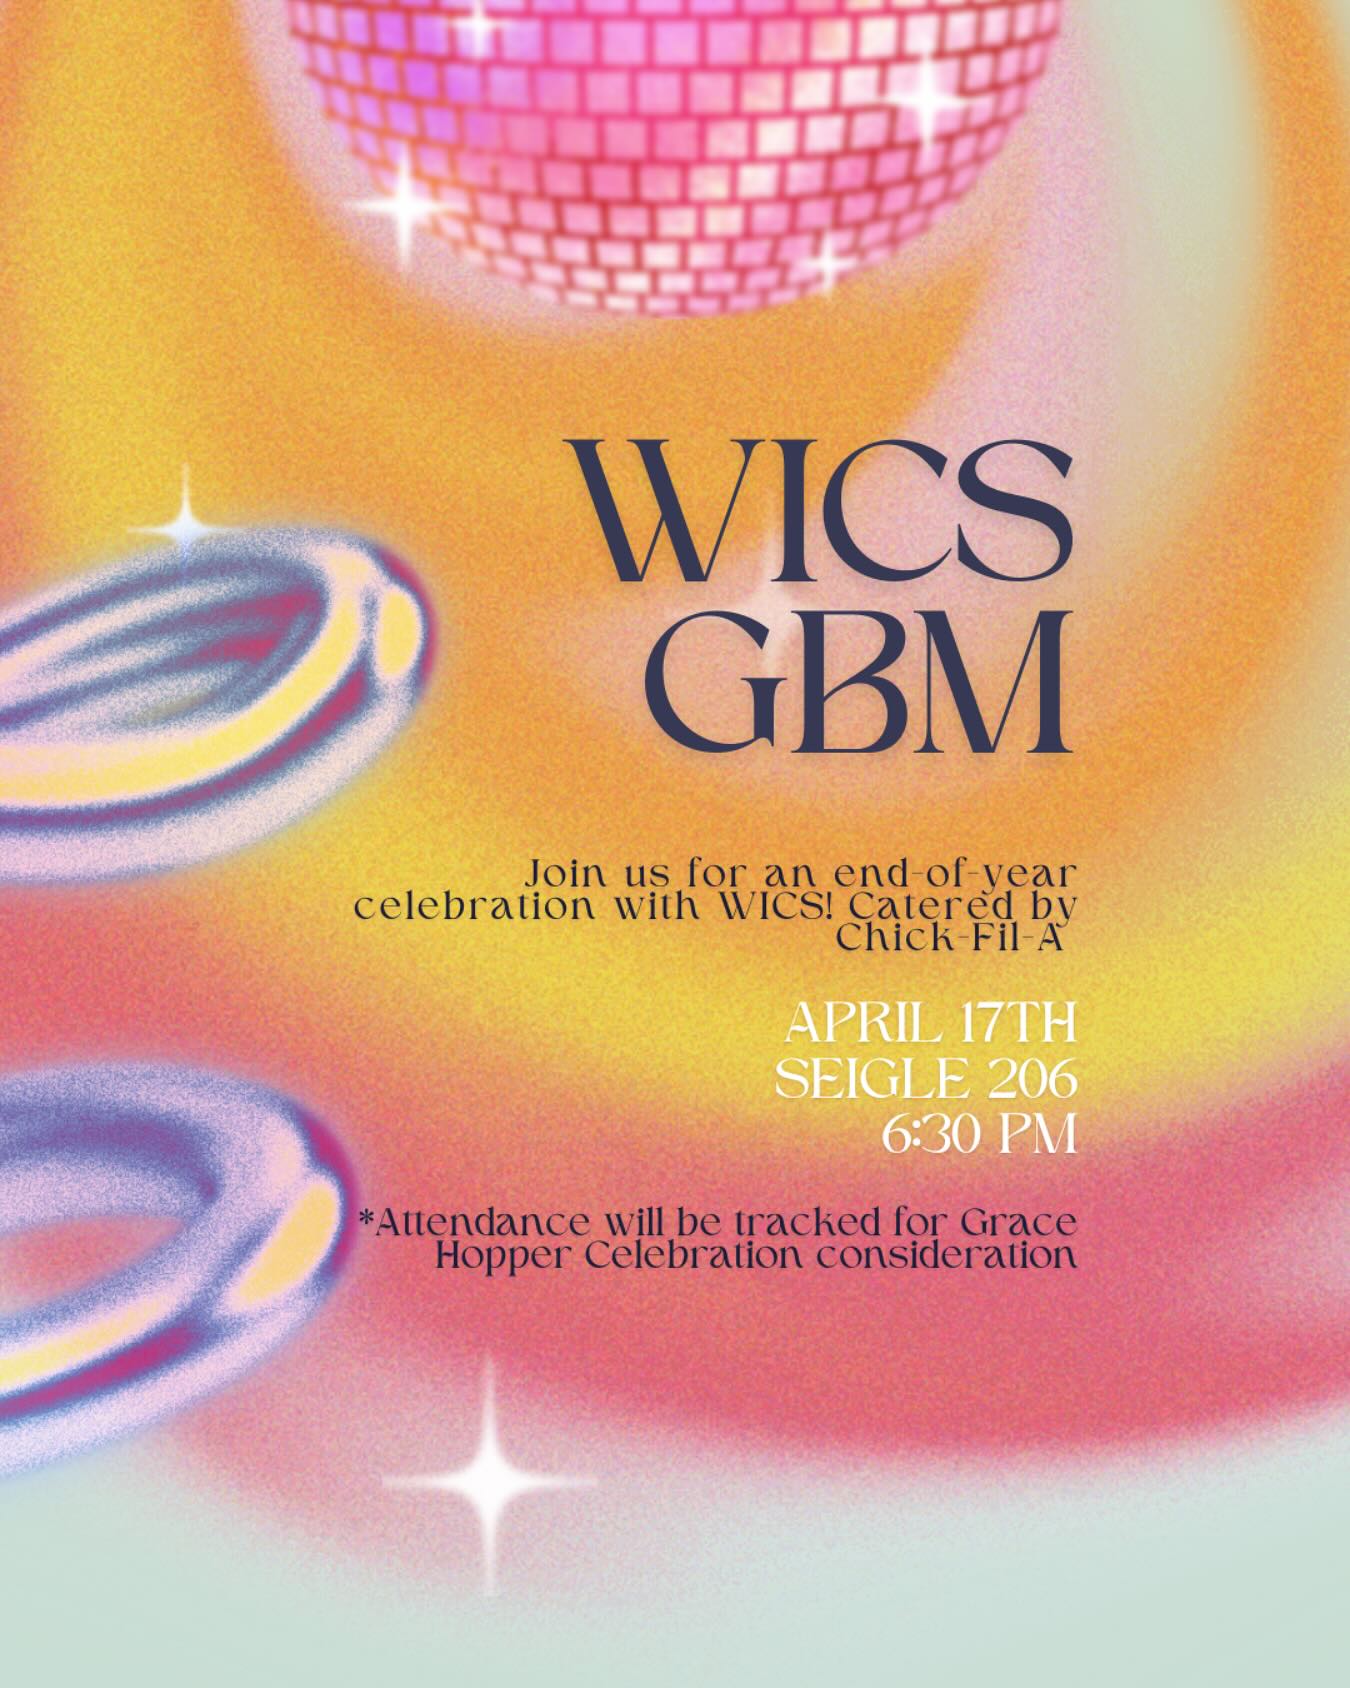 WICS
GBM
Join us for an end-of-year
celebration with WICS! Catered by
Chick-Fil-A
APRIL 17TH
SEIGLE 206
6:30 PM
*Attendance will be tracked for Grace
Hopper Celebration consideration